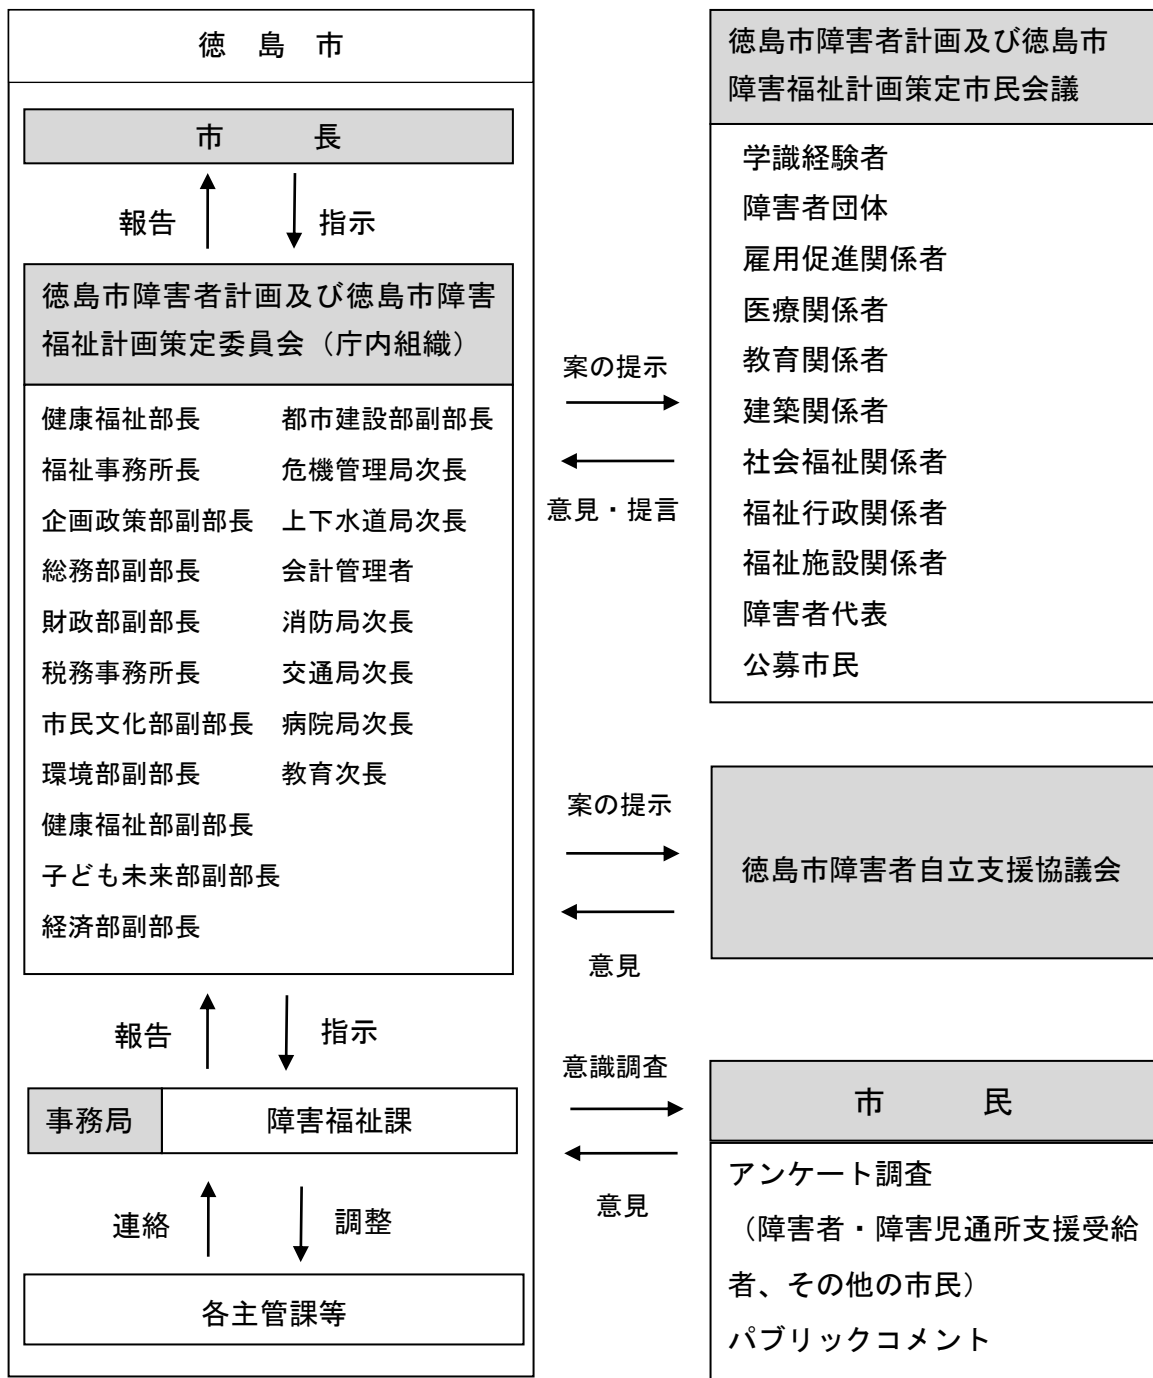 徳 島 市
市 長
報告 指示
徳島市障害者計画及び徳島市障害
福祉計画策定委員会（庁内組織）
健康福祉部長 都市建設部副部長
福祉事務所長 危機管理局次長
企画政策部副部長 上下水道局次長
総務部副部長 会計管理者
財政部副部長 消防局次長
税務事務所長 交通局次長
市民文化部副部長 病院局次長
環境部副部長 教育次長
健康福祉部副部長
子ども未来部副部長
経済部副部長
報告 指示
事務局 障害福祉課
連絡 調整
各主管課等
案の提示
意見・提言
徳島市障害者計画及び徳島市
障害福祉計画策定市民会議
学識経験者
障害者団体
雇用促進関係者
医療関係者
教育関係者
建築関係者
社会福祉関係者
福祉行政関係者
福祉施設関係者
障害者代表
公募市民
案の提示
意見
徳島市障害者自立支援協議会
意識調査
意見
市 民
アンケート調査
（障害者・障害児通所支援受給
者、その他の市民）
パブリックコメント